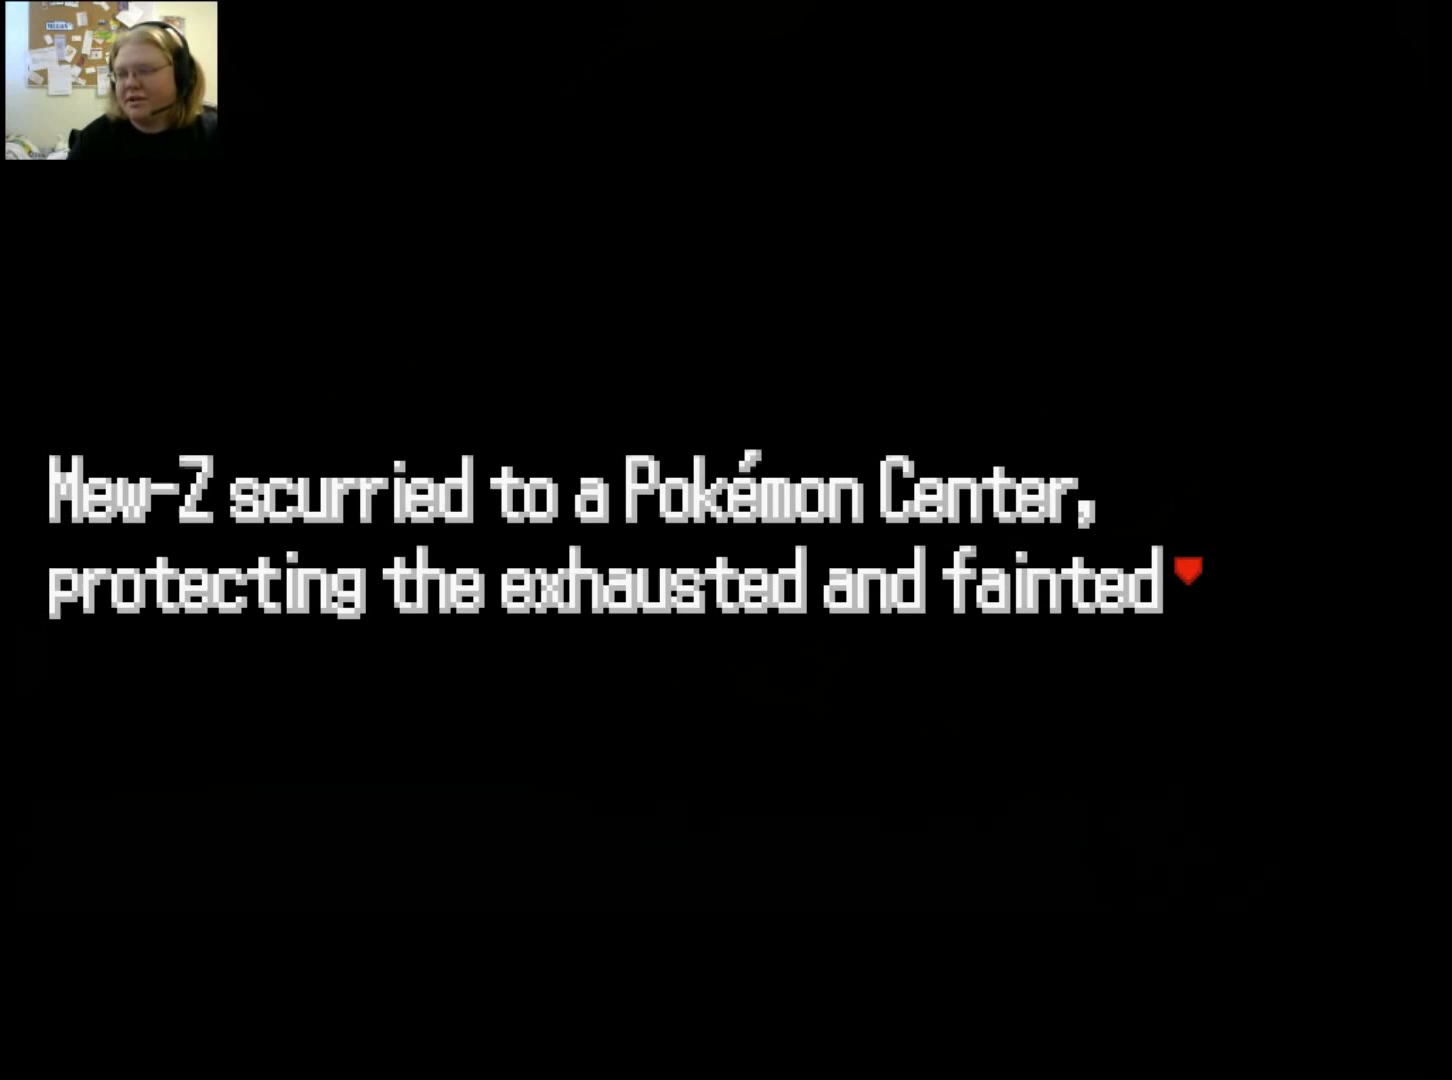 Mew-Z scurried to a Pokémon Center,
protecting the exhausted and fainted